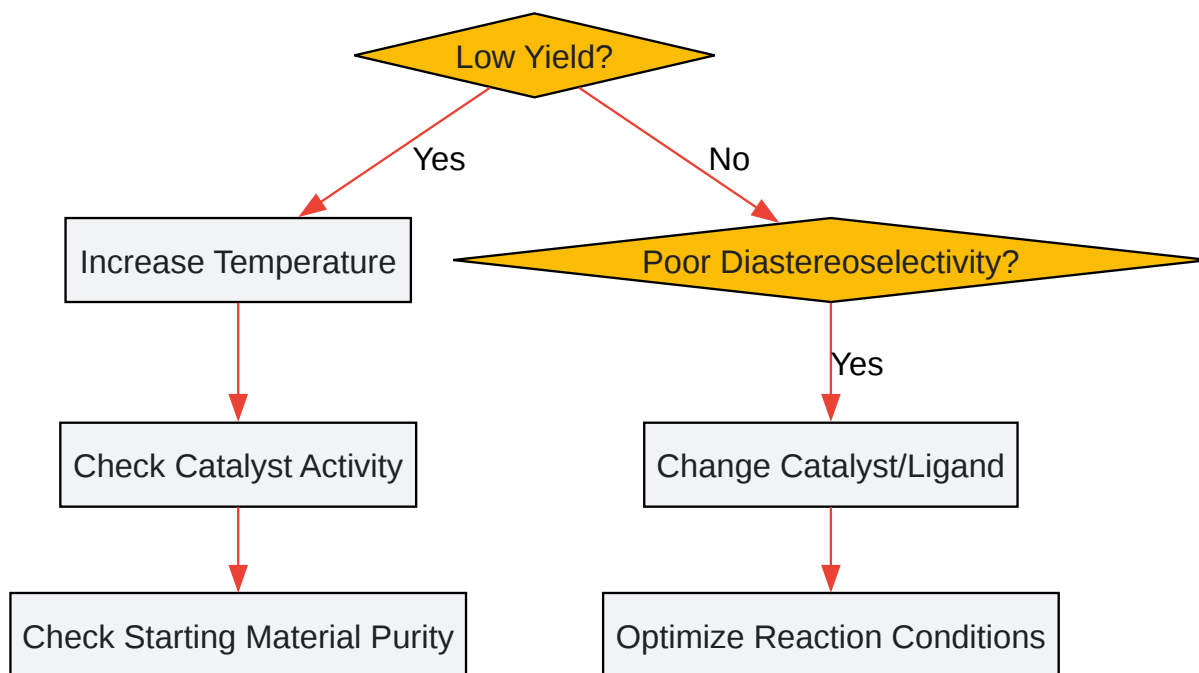 Low Yield?
Yes
No
Increase Temperature
Poor Diastereoselectivity?
Yes
Check Catalyst Activity
Change Catalyst/Ligand
Check Starting Material Purity
Optimize Reaction Conditions